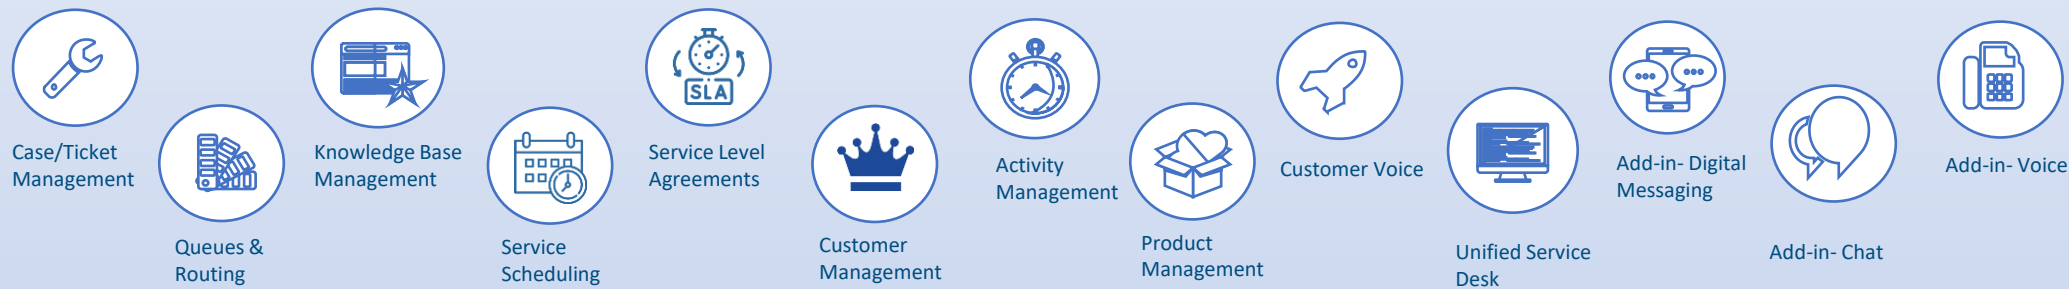 Case/Ticket
Management
Queues &
Routing
Knowledge Base
Management
Service
Scheduling
SLA
Service Level
Agreements
Customer
Management
Activity
Management
Product
Management
Customer Voice
Unified Service
Desk
Add-in- Digital
Messaging
Add-in- Chat
Add-in- Voice